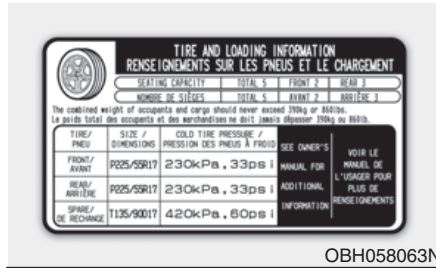 TIRE AND LOADING INFORMATION
RENSEIGNEMENTS SUR LES PNEUS ET LE CHARGEMENT
SEATING CAPACITY TOTAL 5 FRONT 2 REAR 3
NOMBRE DE SIÈGES TOTAL 5 AVANT 2 ARRIÈRE 3
The combined weight of occupants and cargo should never exceed 390kg or 860lbs.
Le poids total des occupants et des marchandises ne doit jamais dépasser 390kg ou 860lb.
TIRE/ PNEU
SIZE / DIMENSIONS
COLD TIRE PRESSURE / PRESSION DES PNEUS À FROID
FRONT/ AVANT P225/55R17 230kPa,33psi
REAR/ ARRIÈRE P225/55R17 230kPa,33psi
SPARE/ DE RECHANGE T135/90D17 420kPa,60psi
SEE OWNER'S
MANUAL FOR
ADDITIONAL
INFORMATION
VOIR LE
MANUEL DE
L'USAGER POUR
PLUS DE
RENSEIGNEMENTS
OBH058063N